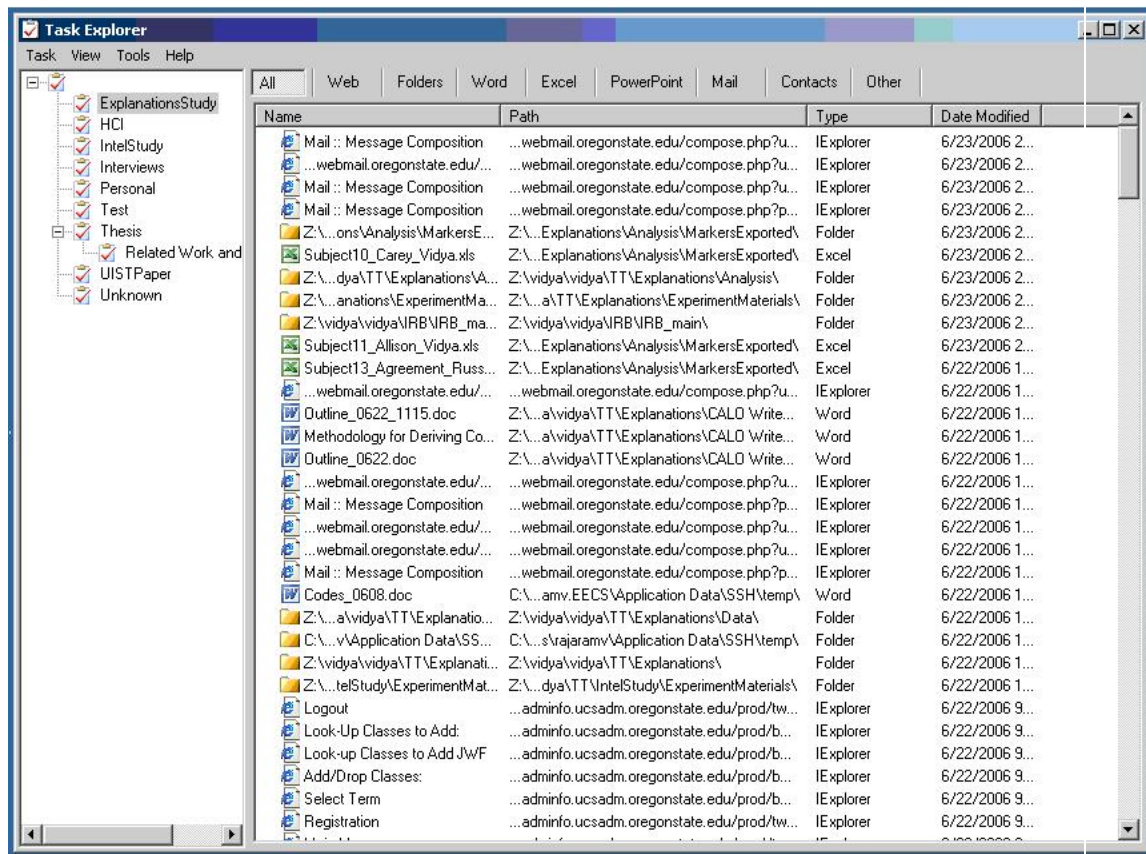 Task Explorer
Task View Tools Help
ExplanationsStudy
HCI
IntelStudy
Interviews
Personal
Test
Thesis
Related Work and
UISTPaper
Unknown
All Web Folders Word Excel PowerPoint Mail Contacts Other
Name Path Type Date Modified
Mail :: Message Composition ...webmail.oregonstate.edu/compose.php?u... IExplorer 6/23/2006 2...
...webmail.oregonstate.edu/... ...webmail.oregonstate.edu/compose.php?u... IExplorer 6/23/2006 2...
Mail :: Message Composition ...webmail.oregonstate.edu/compose.php?u... IExplorer 6/23/2006 2...
Mail :: Message Composition ...webmail.oregonstate.edu/compose.php?p... IExplorer 6/23/2006 2...
Z:\...ons\Analysis\MarkersE... Z:\...Explanations\Analysis\MarkersExported\ Folder 6/23/2006 2...
Subject10_Carey_Vidya.xls Z:\...Explanations\Analysis\MarkersExported\ Excel 6/23/2006 2...
Z:\...dya\TT\Explanations\A... Z:\vidya\vidya\TT\Explanations\Analysis\ Folder 6/23/2006 2...
Z:\...anations\ExperimentMa... Z:\...a\TT\Explanations\ExperimentMaterials\ Folder 6/23/2006 2...
Z:\vidya\vidya\IRB\IRB_ma... Z:\vidya\vidya\IRB\IRB_main\ Folder 6/23/2006 2...
Subject11_Allison_Vidya.xls Z:\...Explanations\Analysis\MarkersExported\ Excel 6/23/2006 2...
Subject13_Agreement_Russ... Z:\...Explanations\Analysis\MarkersExported\ Excel 6/22/2006 1...
...webmail.oregonstate.edu/... ...webmail.oregonstate.edu/compose.php?u... IExplorer 6/22/2006 1...
Outline_0622_1115.doc Z:\...a\vidya\TT\Explanations\CALO Write... Word 6/22/2006 1...
Methodology for Deriving Co... Z:\...a\vidya\TT\Explanations\CALO Write... Word 6/22/2006 1...
Outline_0622.doc Z:\...a\vidya\TT\Explanations\CALO Write... Word 6/22/2006 1...
...webmail.oregonstate.edu/... ...webmail.oregonstate.edu/compose.php?u... IExplorer 6/22/2006 1...
Mail :: Message Composition ...webmail.oregonstate.edu/compose.php?p... IExplorer 6/22/2006 1...
...webmail.oregonstate.edu/... ...webmail.oregonstate.edu/compose.php?u... IExplorer 6/22/2006 1...
...webmail.oregonstate.edu/... ...webmail.oregonstate.edu/compose.php?u... IExplorer 6/22/2006 1...
Mail :: Message Composition ...webmail.oregonstate.edu/compose.php?p... IExplorer 6/22/2006 1...
Codes_0608.doc C:\...amv.EECS\Application Data\SSH\temp\ Word 6/22/2006 1...
Z:\...a\vidya\TT\Explanatio... Z:\vidya\vidya\TT\Explanations\Data\ Folder 6/22/2006 1...
C:\...v\Application Data\SS... C:\...s\rajaramv\Application Data\SSH\temp\ Folder 6/22/2006 1...
Z:\vidya\vidya\TT\Explanati... Z:\vidya\vidya\TT\Explanations\ Folder 6/22/2006 1...
Z:\...telStudy\ExperimentMat... Z:\...dya\TT\IntelStudy\ExperimentMaterials\ Folder 6/22/2006 1...
Logout ...adminfo.ucsadm.oregonstate.edu/prod/tw... IExplorer 6/22/2006 9...
Look-Up Classes to Add: ...adminfo.ucsadm.oregonstate.edu/prod/b... IExplorer 6/22/2006 9...
Look-up Classes to Add JWF ...adminfo.ucsadm.oregonstate.edu/prod/b... IExplorer 6/22/2006 9...
Add/Drop Classes: ...adminfo.ucsadm.oregonstate.edu/prod/b... IExplorer 6/22/2006 9...
Select Term ...adminfo.ucsadm.oregonstate.edu/prod/b... IExplorer 6/22/2006 9...
Registration ...adminfo.ucsadm.oregonstate.edu/prod/tw... IExplorer 6/22/2006 9...